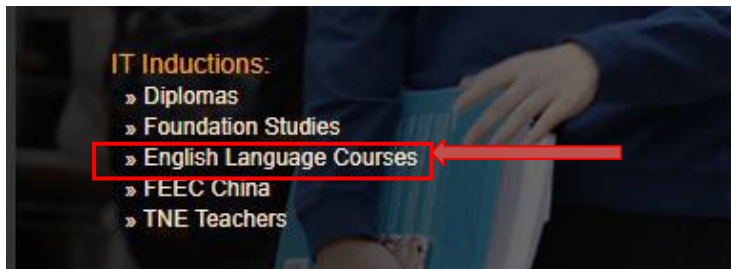 IT Inductions:
» Diplomas
» Foundation Studies
» English Language Courses
» FEEC China
» TNE Teachers